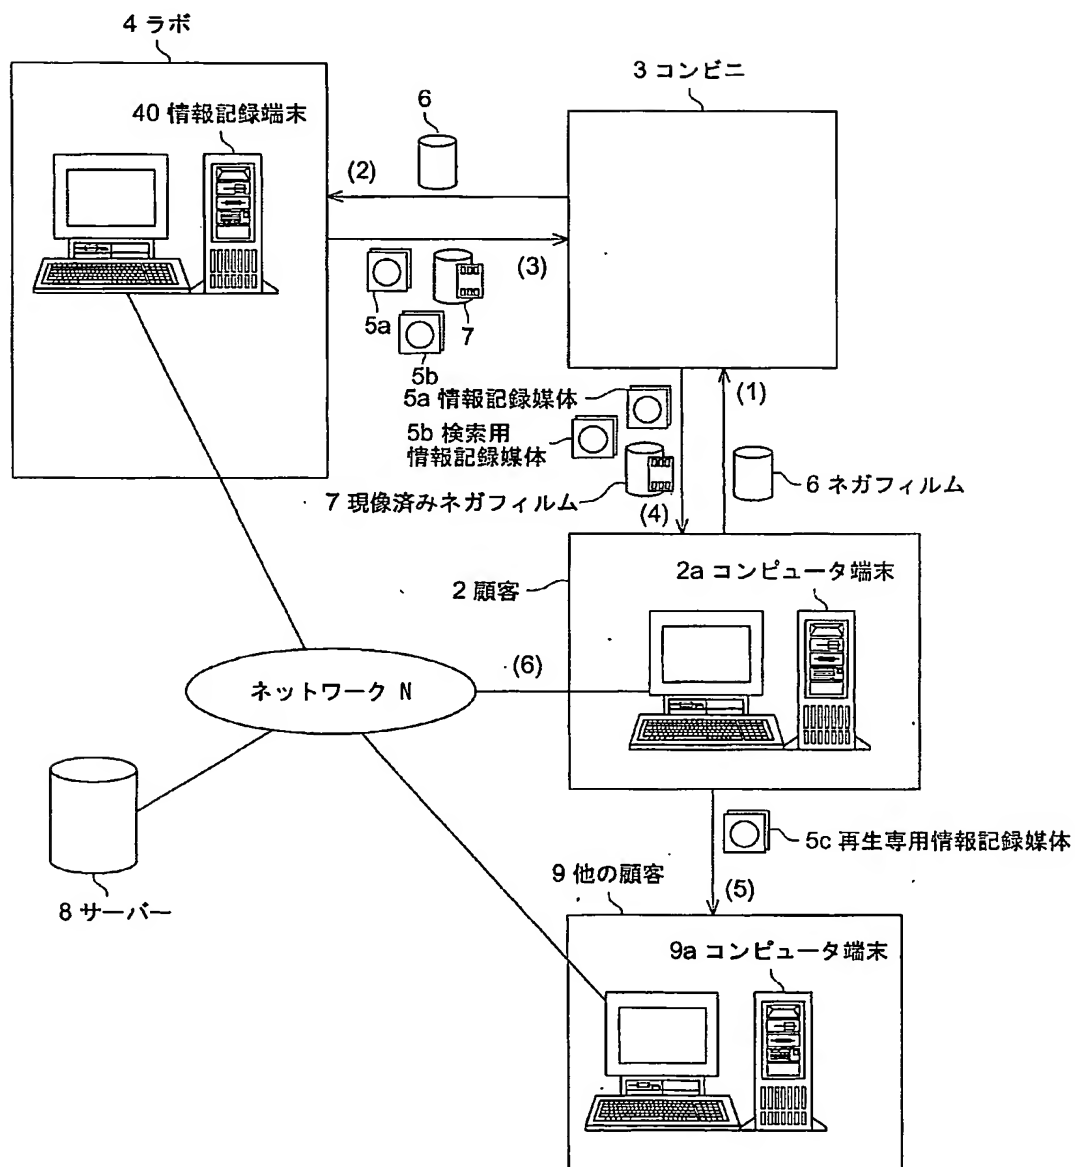 4 ラボ
3 コンビニ
40 情報記録端末
6
(2)
(3)
5a
7
5b
5a 情報記録媒体
(1)
5b 検索用
情報記録媒体
6 ネガフィルム
7 現像済みネガフィルム
(4)
2a コンピュータ端末
2 顧客
(6)
ネットワーク N
5c 再生専用情報記録媒体
9 他の顧客
(5)
8 サーバー
9a コンピュータ端末